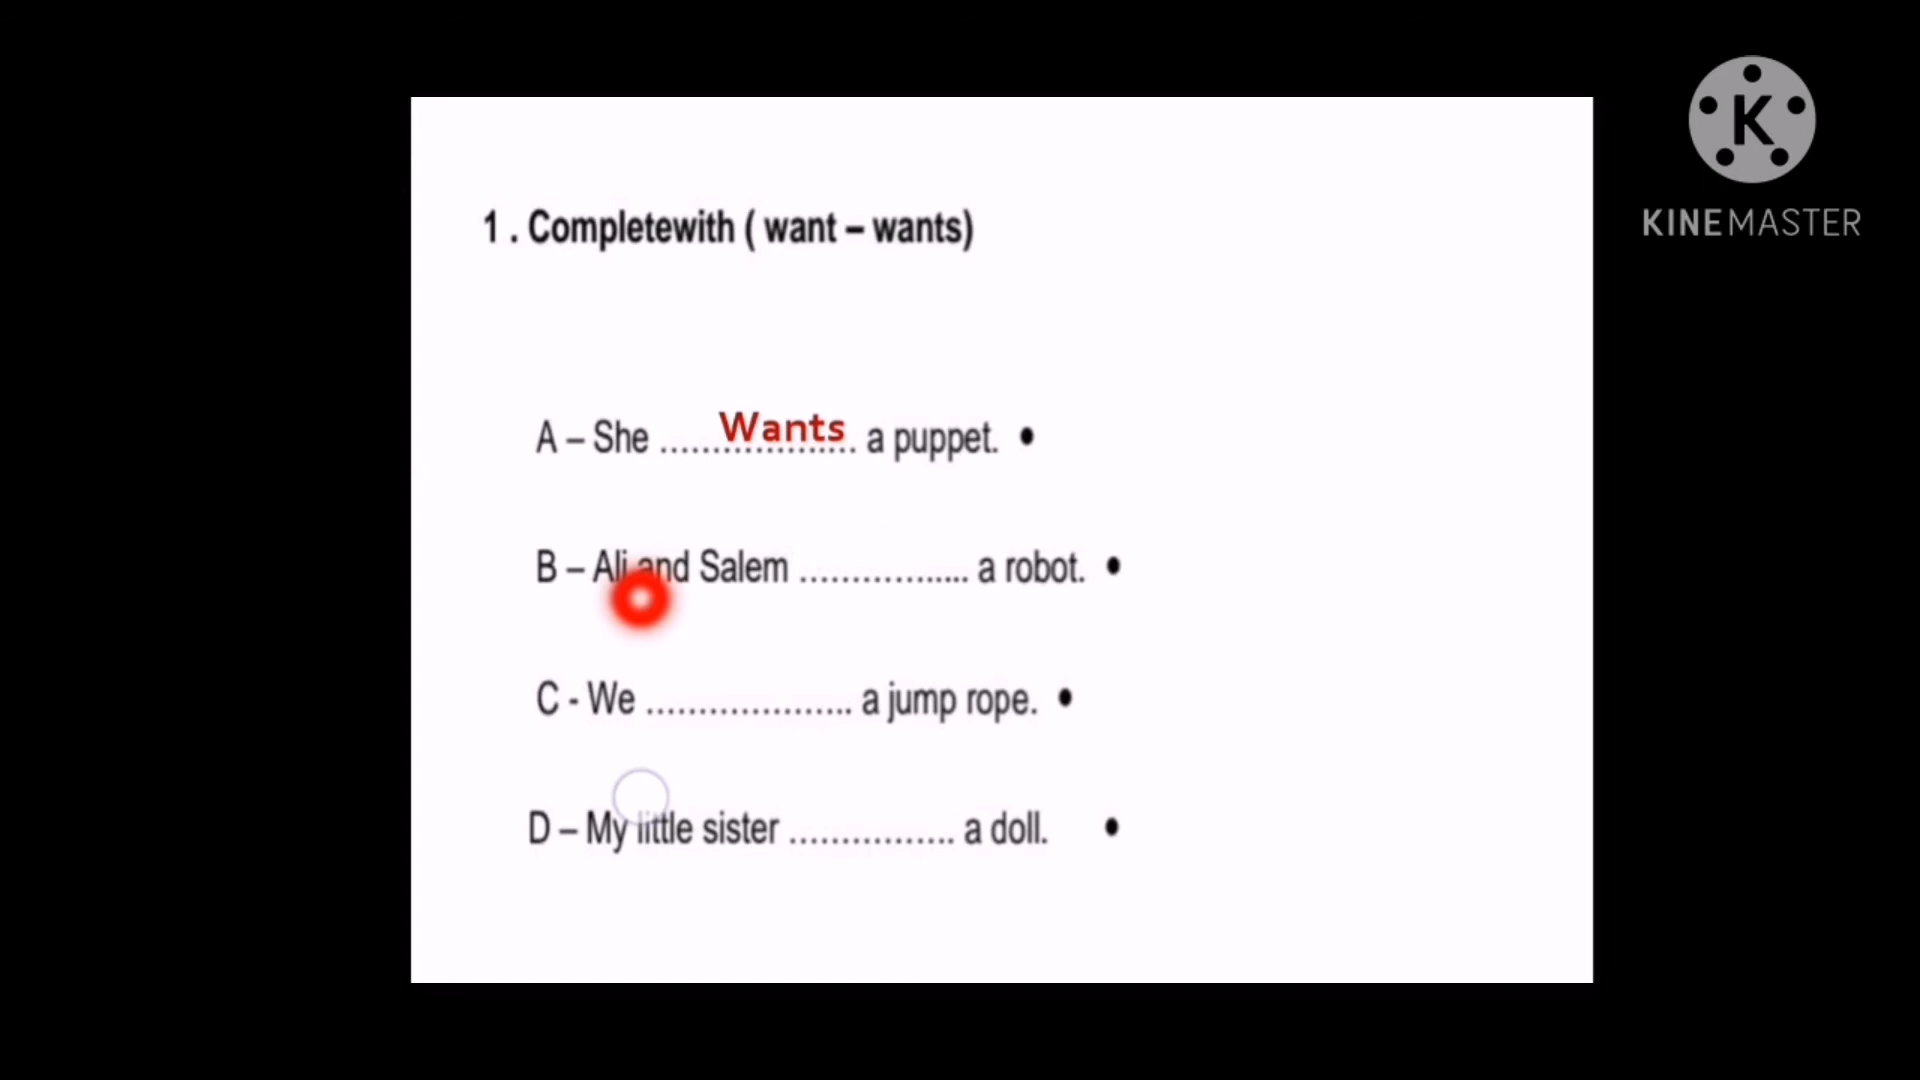 K
KINEMASTER
1 . Completewith ( want – wants)
A – She ................... Wants a puppet. •
B – Ali and Salem ................ a robot. •
C - We .................... a jump rope. •
D – My little sister ................ a doll. •